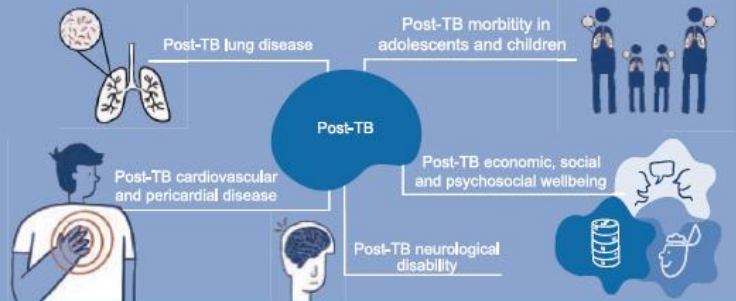 Post-TB lung disease
Post-TB morbitity in
adolescents and children
Post-TB
Post-TB cardiovascular
and pericardial disease
Post-TB economic, social
and psychosocial wellbeing
Post-TB neurological
disability